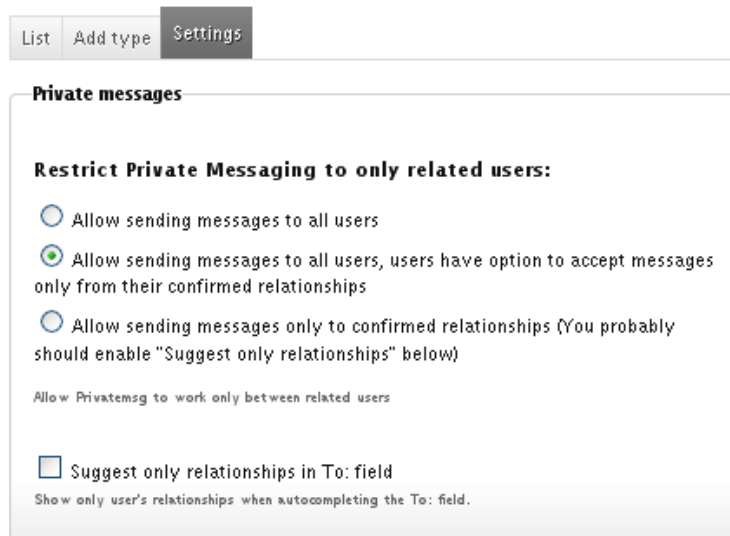 List Add type Settings
Private messages
Restrict Private Messaging to only related users:
Allow sending messages to all users
Allow sending messages to all users, users have option to accept messages
only from their confirmed relationships
Allow sending messages only to confirmed relationships (You probably
should enable "Suggest only relationships" below)
Allow Privatemsg to work only between related users
Suggest only relationships in To: field
Show only user's relationships when autocompleting the To: field.